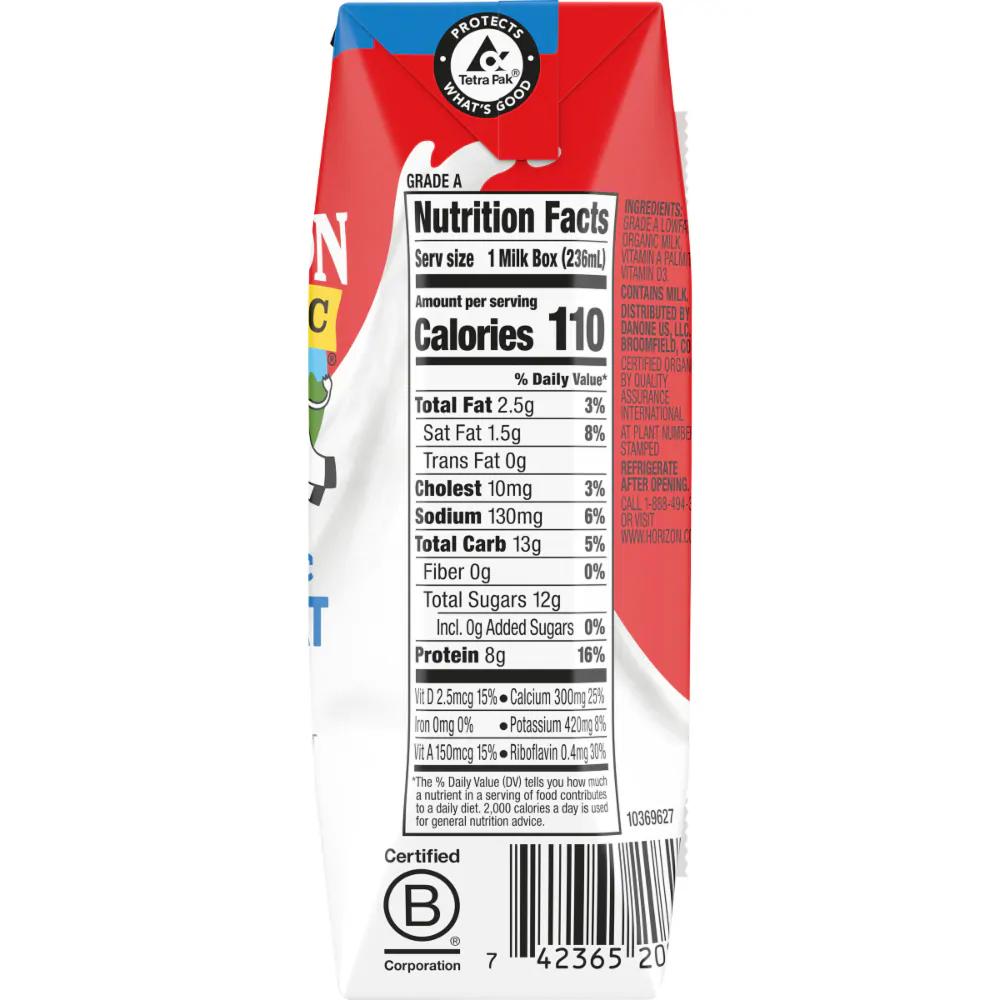 PROTECTS
Tetra Pak®
WHAT'S GOOD
GRADE A
Nutrition Facts
Serv size 1 Milk Box (236mL)
Amount per serving
Calories 110
% Daily Value*
Total Fat 2.5g 3%
Sat Fat 1.5g 8%
Trans Fat 0g
Cholest 10mg 3%
Sodium 130mg 6%
Total Carb 13g 5%
Fiber 0g 0%
Total Sugars 12g
Incl. 0g Added Sugars 0%
Protein 8g 16%
Vit D 2.5mcg 15% ● Calcium 300mg 25%
Iron 0mg 0% ● Potassium 420mg 8%
Vit A 150mcg 15% ● Riboflavin 0.4mg 30%
*The % Daily Value (DV) tells you how much
a nutrient in a serving of food contributes
to a daily diet. 2,000 calories a day is used
for general nutrition advice.
INGREDIENTS:
GRADE A LOWFA
ORGANIC MILK,
VITAMIN A PALMI
VITAMIN D3.
CONTAINS MILK.
DISTRIBUTED BY
DANONE US, LLC,
BROOMFIELD, CO
CERTIFIED ORGAN
BY QUALITY
ASSURANCE
INTERNATIONAL
AT PLANT NUMBE
STAMPED
REFRIGERATE
AFTER OPENING.
CALL 1-888-494-3
OR VISIT
WWW.HORIZON.CO
10369627
N
C
®
C
T
Certified
B
®
Corporation
7 42365 20